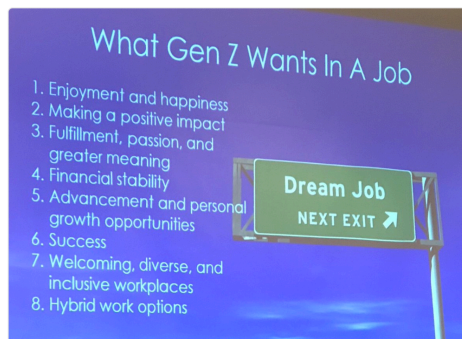 What Gen Z Wants In A Job
1. Enjoyment and happiness
2. Making a positive impact
3. Fulfillment, passion, and
greater meaning
4. Financial stability
5. Advancement and personal
growth opportunities
6. Success
7. Welcoming, diverse, and
inclusive workplaces
8. Hybrid work options
Dream Job
NEXT EXIT